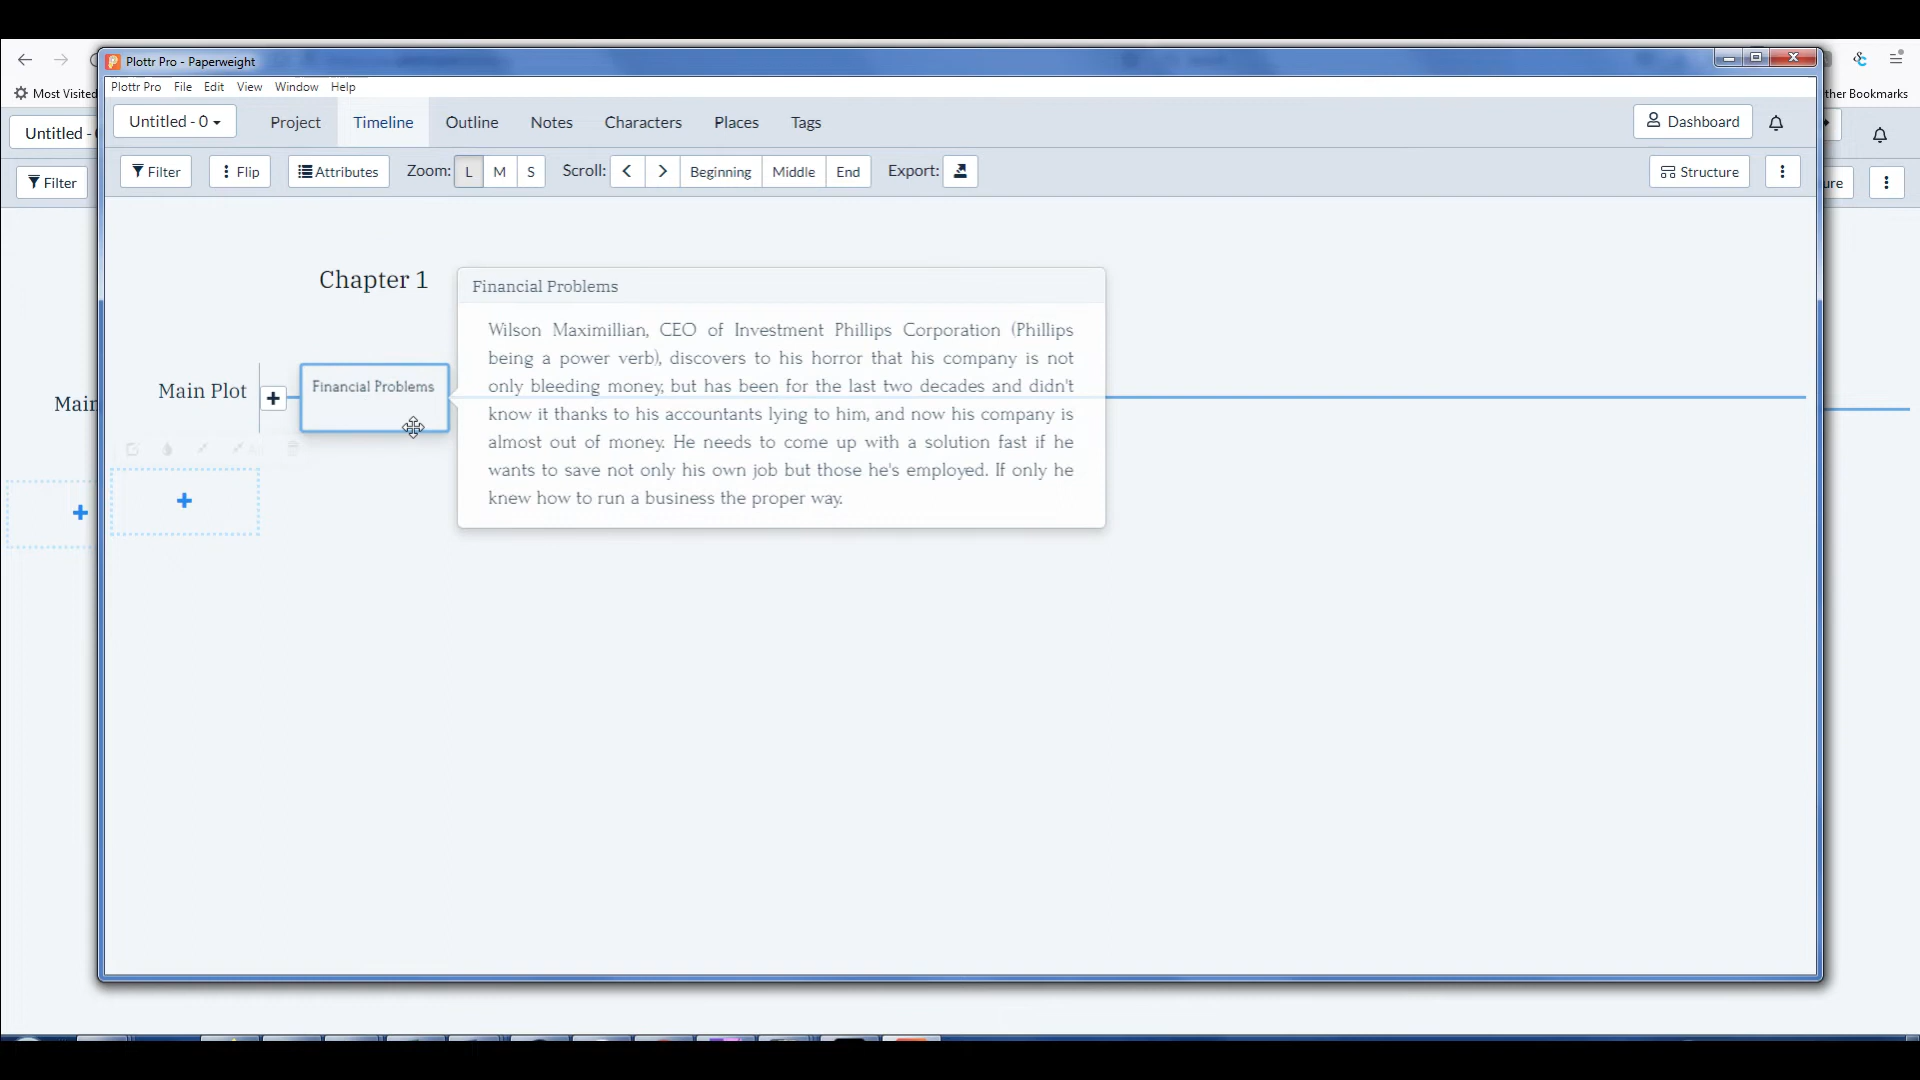 Plottr Pro - Paperweight
Plottr Pro File Edit View Window Help
Most Visited
ther Bookmarks
Untitled -
Untitled - 0
Project Timeline Outline Notes Characters Places Tags
Dashboard
Filter
Filter Flip Attributes Zoom: L M S Scroll: Beginning Middle End Export:
Structure
ure
Chapter 1
Financial Problems
Wilson Maximillian, CEO of Investment Phillips Corporation (Phillips
being a power verb), discovers to his horror that his company is not
only bleeding money, but has been for the last two decades and didn't
know it thanks to his accountants lying to him, and now his company is
almost out of money. He needs to come up with a solution fast if he
wants to save not only his own job but those he's employed. If only he
knew how to run a business the proper way.
Main Plot
Financial Problems
Main